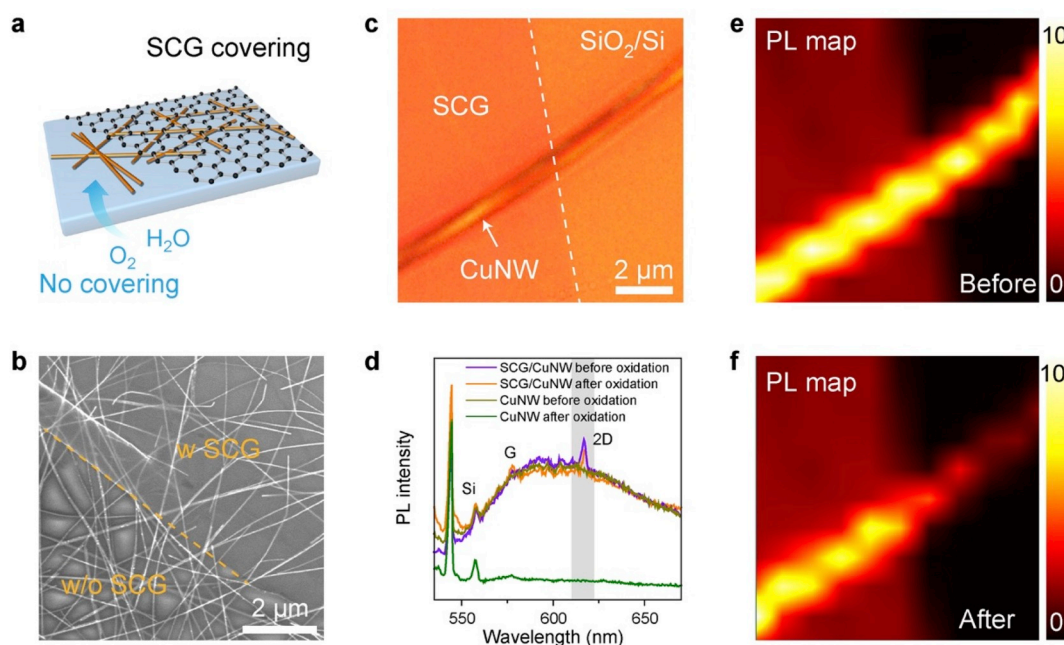 a
SCG covering
H₂O
O₂
No covering
b
w SCG
w/o SCG
2 µm
c
SiO₂/Si
SCG
CuNW
2 µm
d
SCG/CuNW before oxidation
SCG/CuNW after oxidation
CuNW before oxidation
CuNW after oxidation
2D
G
Si
PL intensity
550 600 650
Wavelength (nm)
e
PL map
Before
10
0
f
PL map
After
10
0